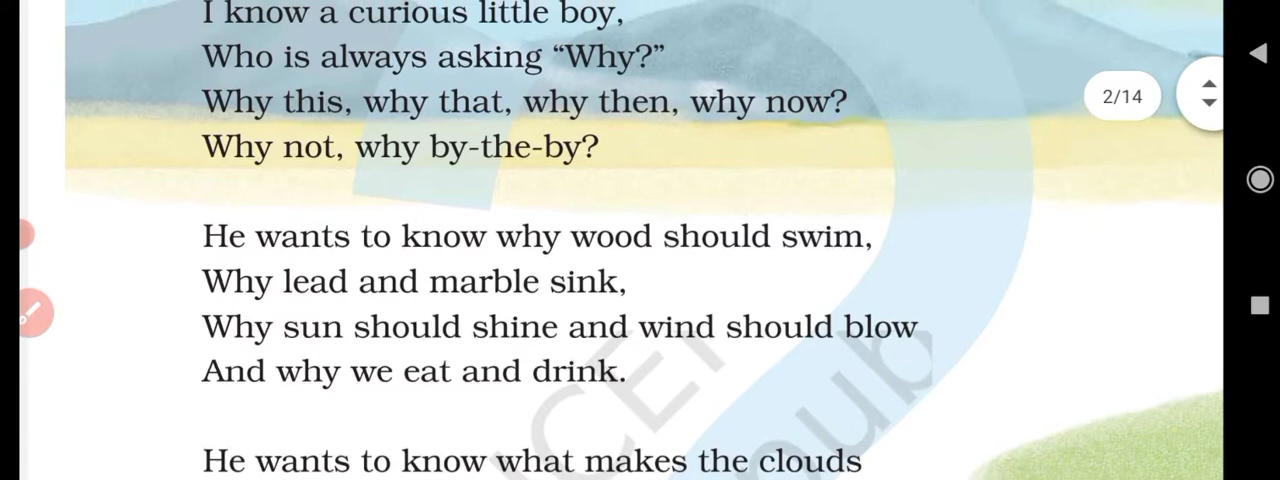 I know a curious little boy,
Who is always asking “Why?”
Why this, why that, why then, why now?
Why not, why by-the-by?
2/14
He wants to know why wood should swim,
Why lead and marble sink,
Why sun should shine and wind should blow
And why we eat and drink.
He wants to know what makes the clouds